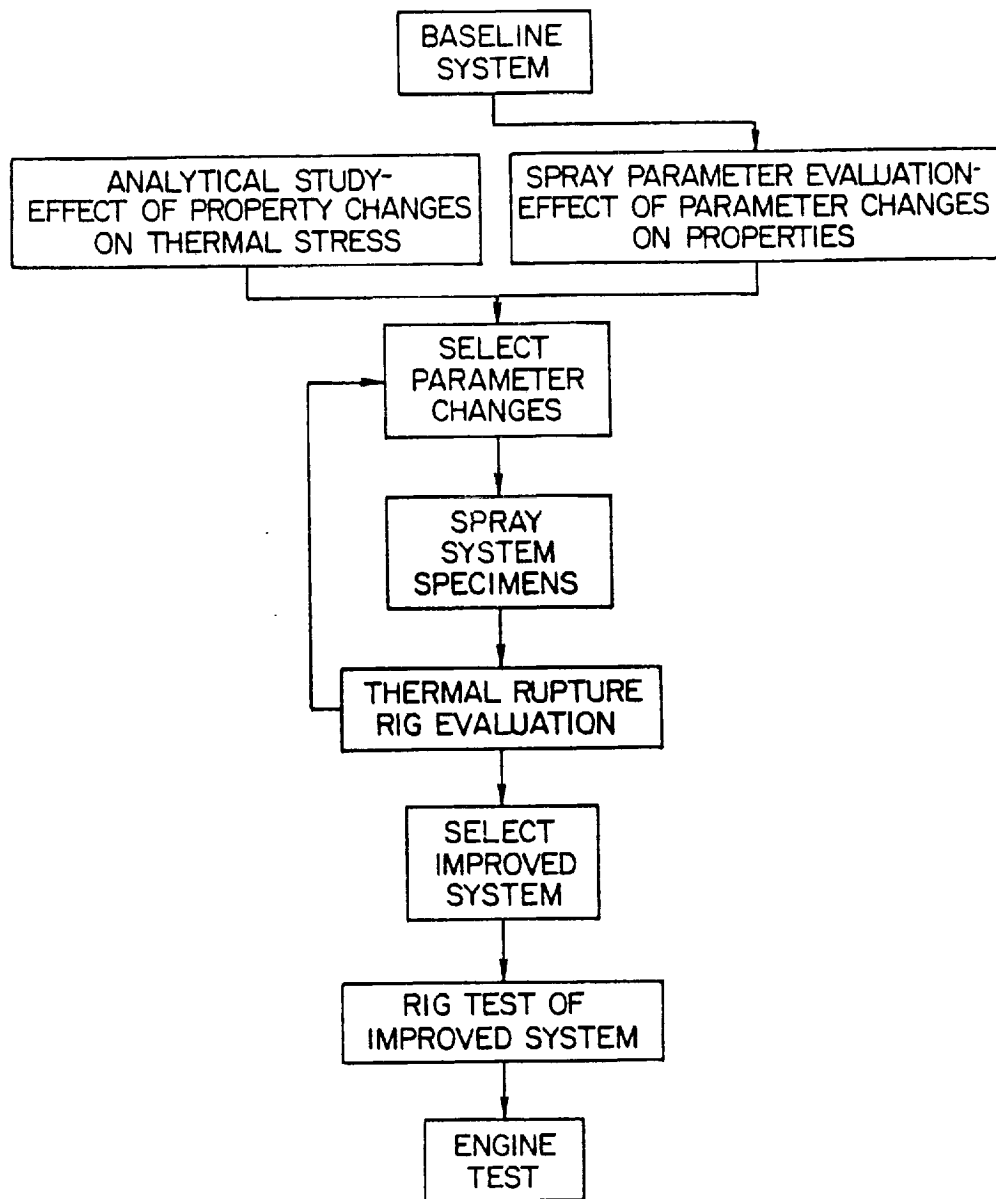 BASELINE
SYSTEM
ANALYTICAL STUDY-
EFFECT OF PROPERTY CHANGES
ON THERMAL STRESS
SPRAY PARAMETER EVALUATION-
EFFECT OF PARAMETER CHANGES
ON PROPERTIES
SELECT
PARAMETER
CHANGES
SPRAY
SYSTEM
SPECIMENS
THERMAL RUPTURE
RIG EVALUATION
SELECT
IMPROVED
SYSTEM
RIG TEST OF
IMPROVED SYSTEM
ENGINE
TEST